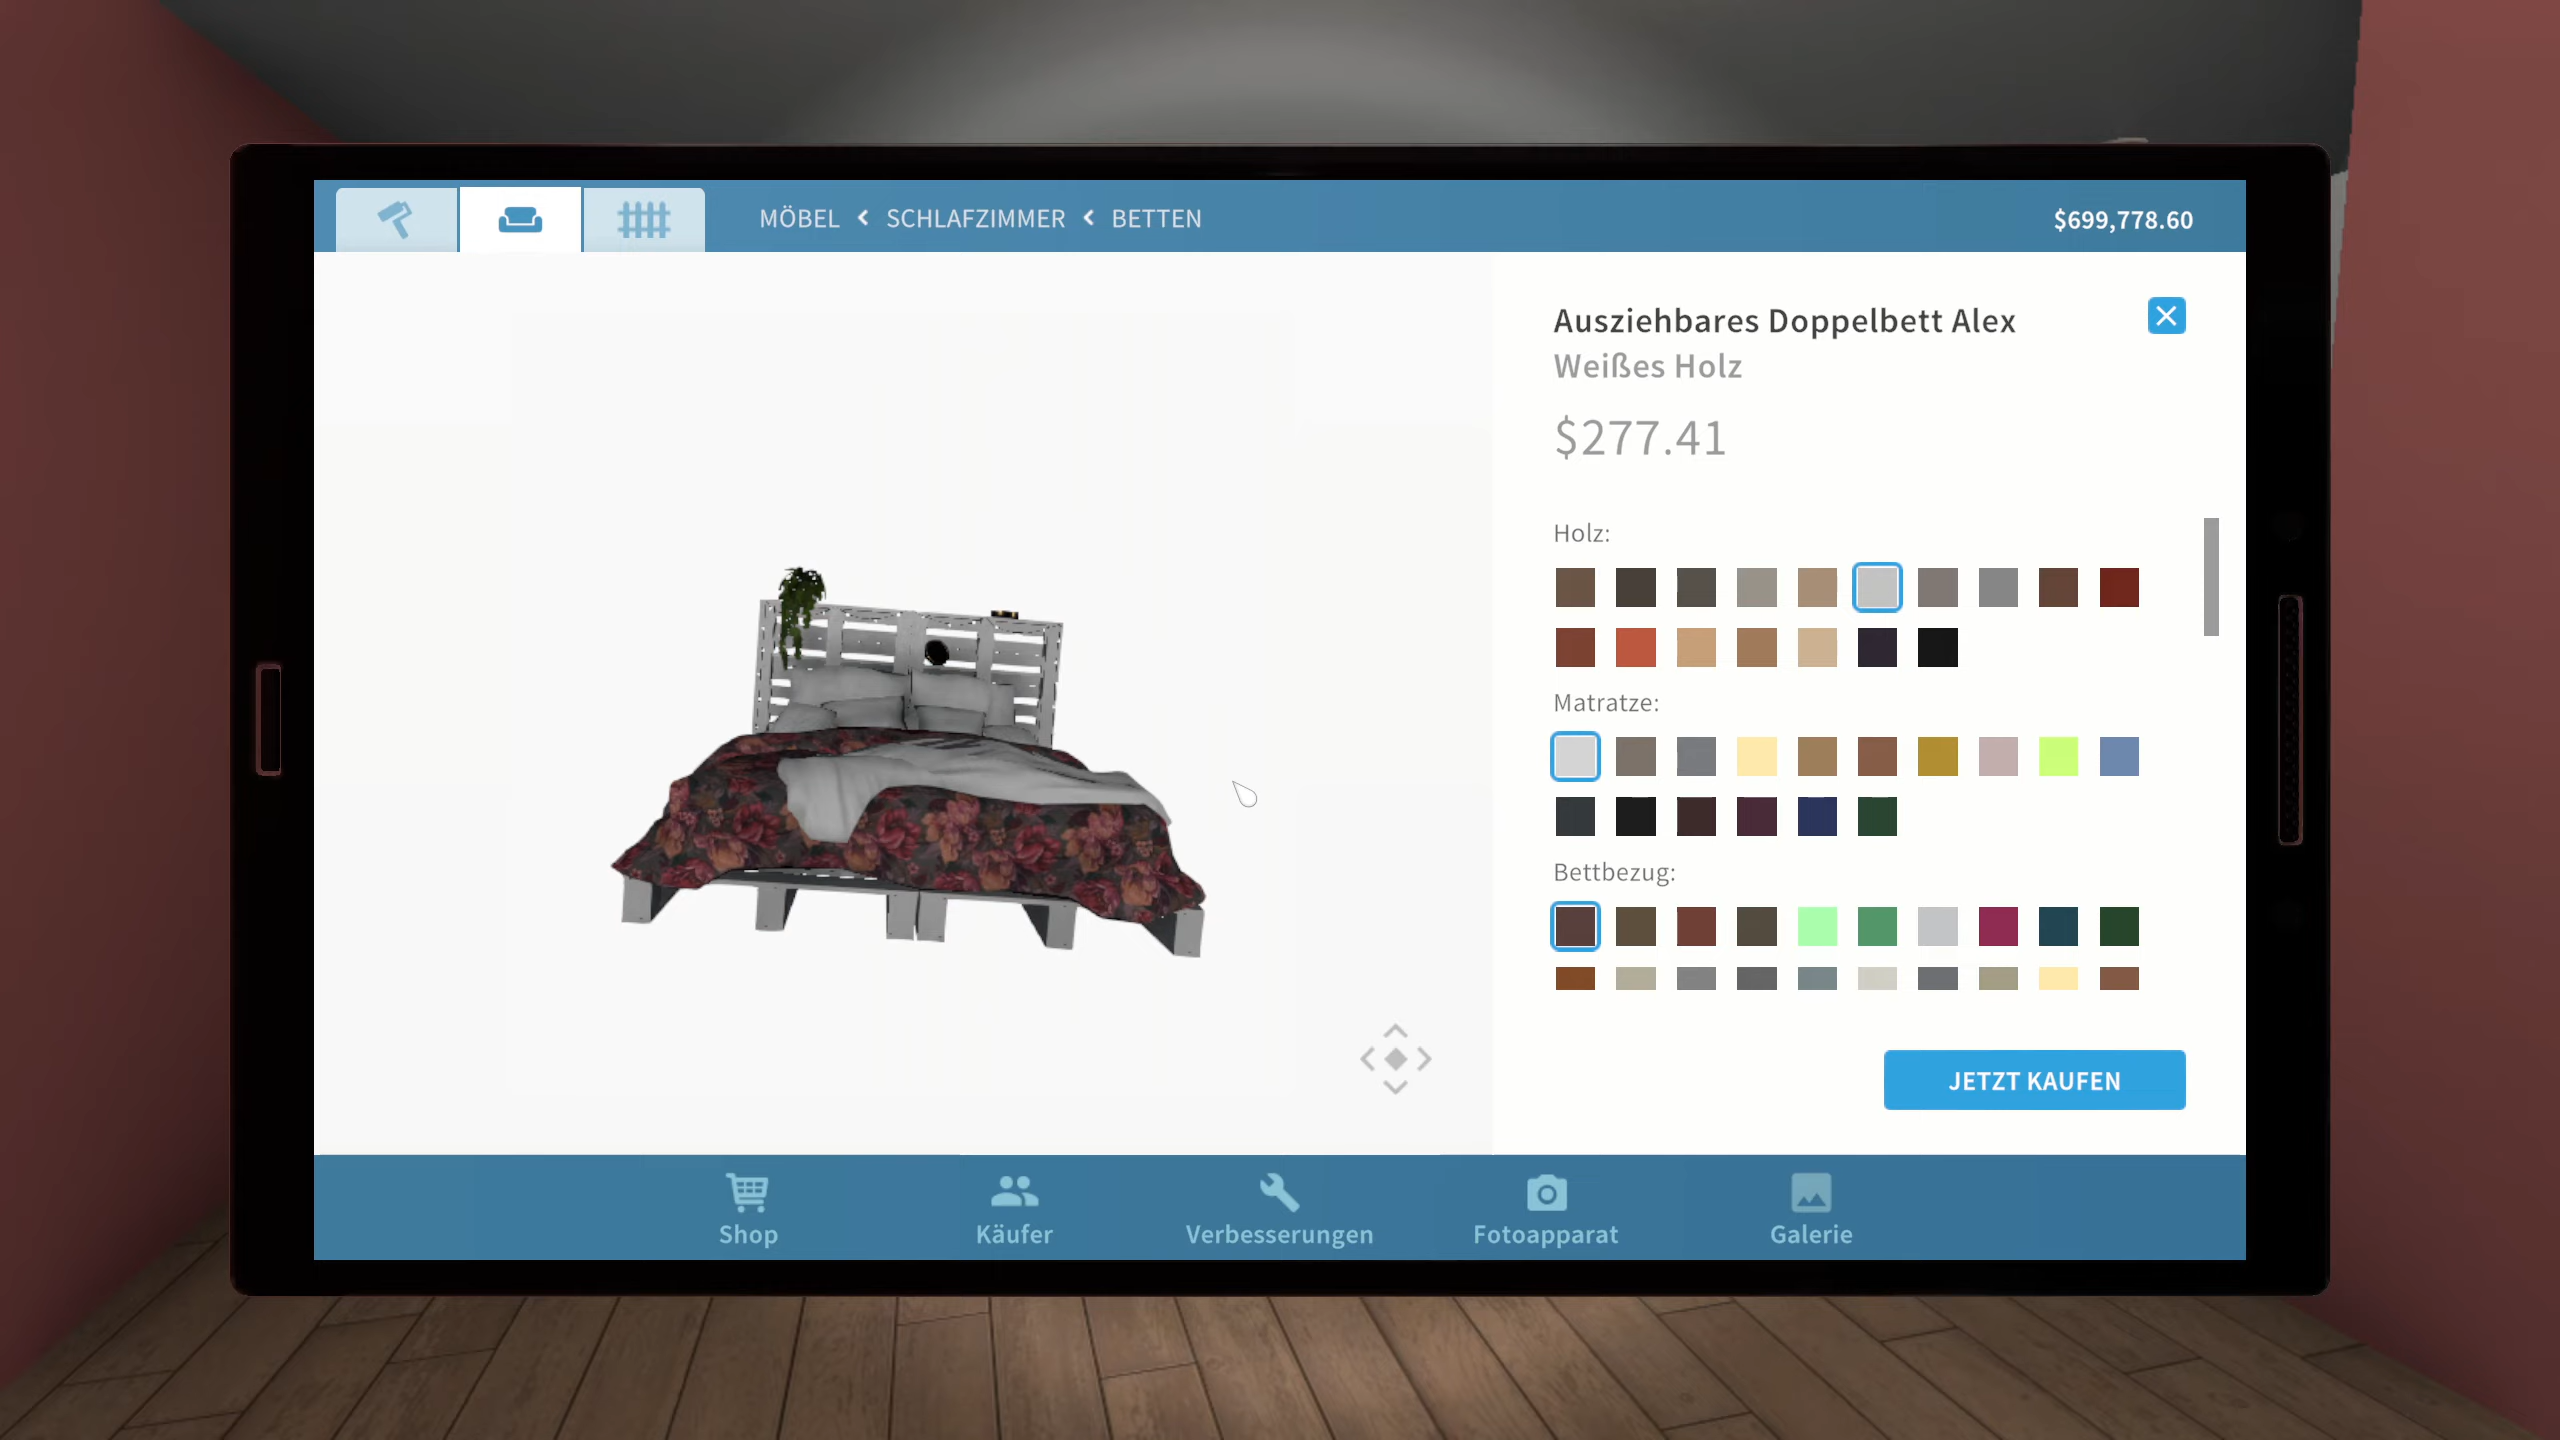 MÖBEL < SCHLAFZIMMER < BETTEN
$699,778.60
Ausziehbares Doppelbett Alex
Weißes Holz
$277.41
Holz:
Matratze:
Bettbezug:
JETZT KAUFEN
Shop
Käufer
Verbesserungen
Fotoapparat
Galerie